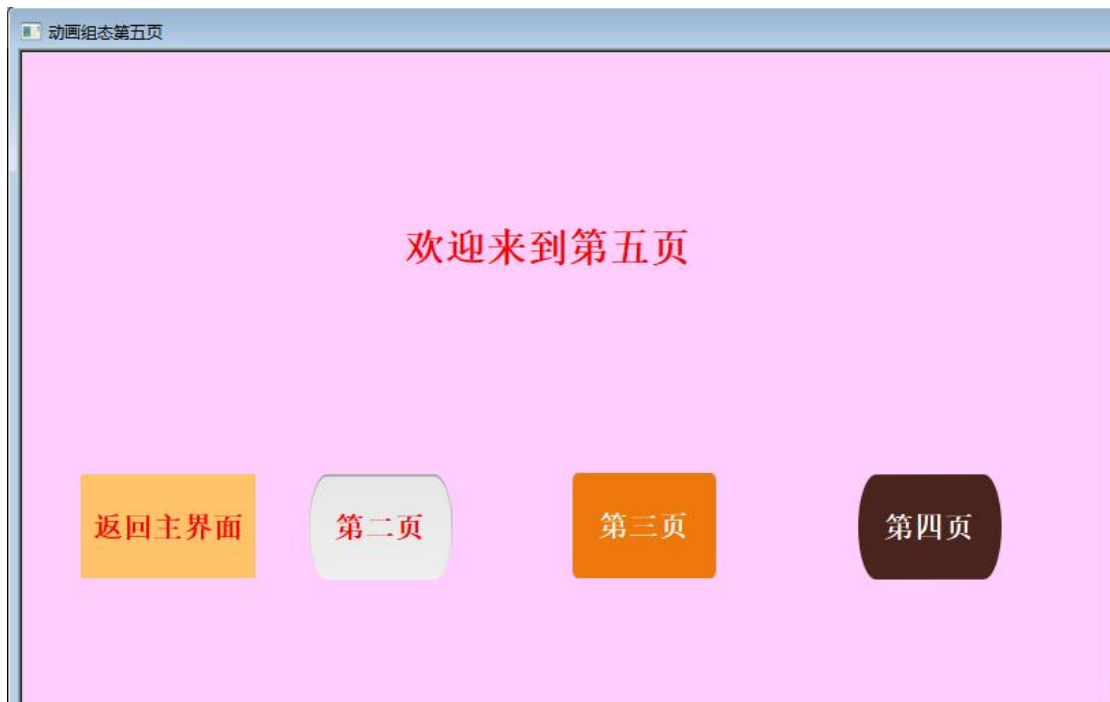 动画组态第五页
欢迎来到第五页
返回主界面
第二页
第三页
第四页